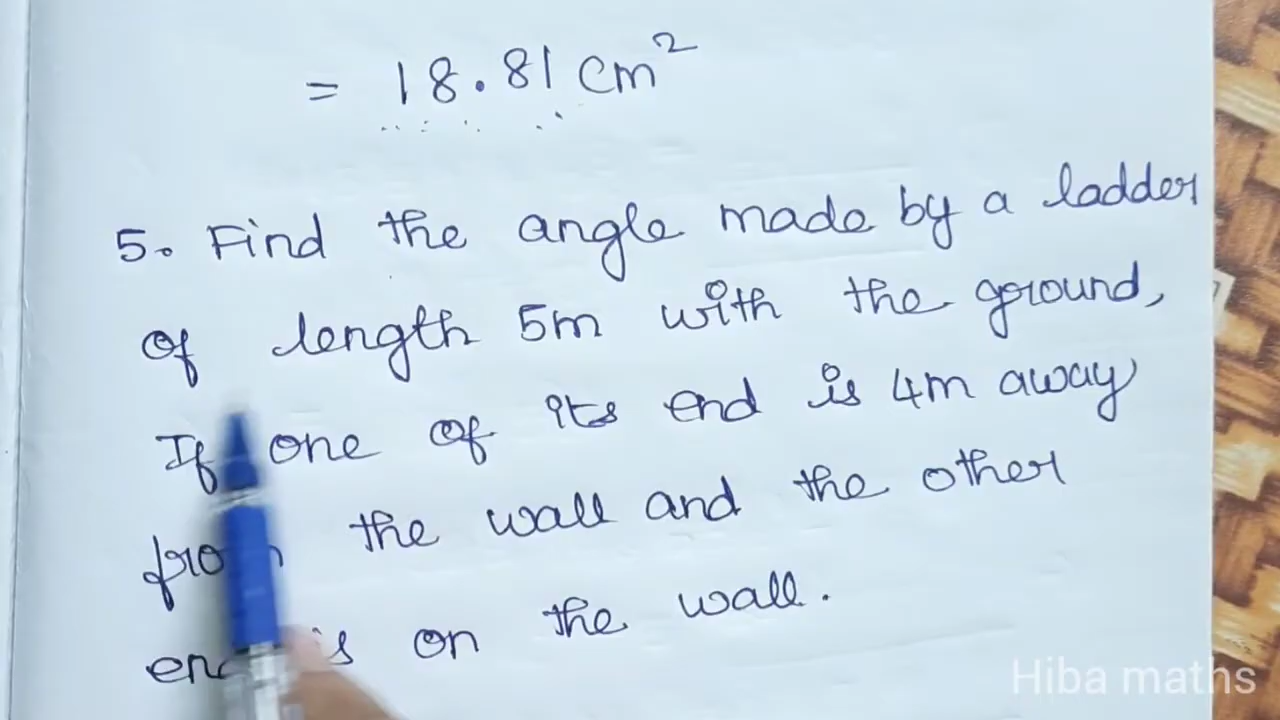 = 18.81 cm²
5. Find the angle made by a ladder
of length 5m with the ground,
If one of its end is 4m away
the wall and the other
on the wall.
Hiba maths